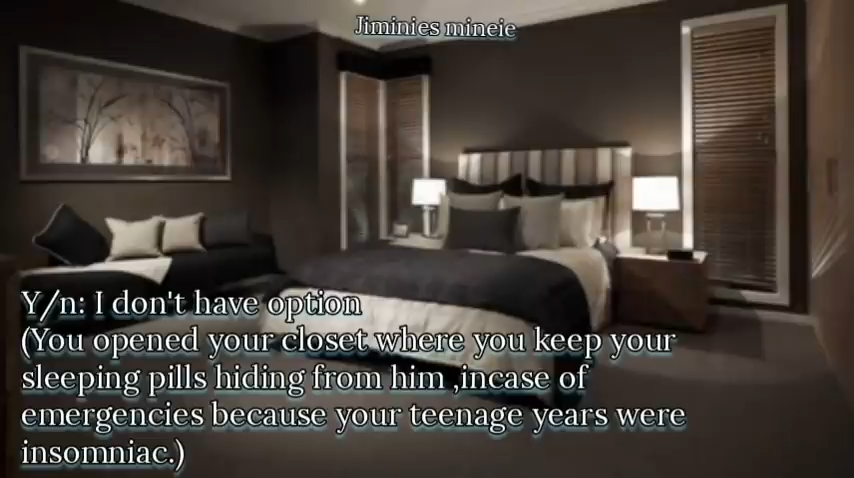 Jiminies mineie
Y/n: I don't have option
(You opened your closet where you keep your
sleeping pills hiding from him ,incase of
emergencies because your teenage years were
insomniac.)